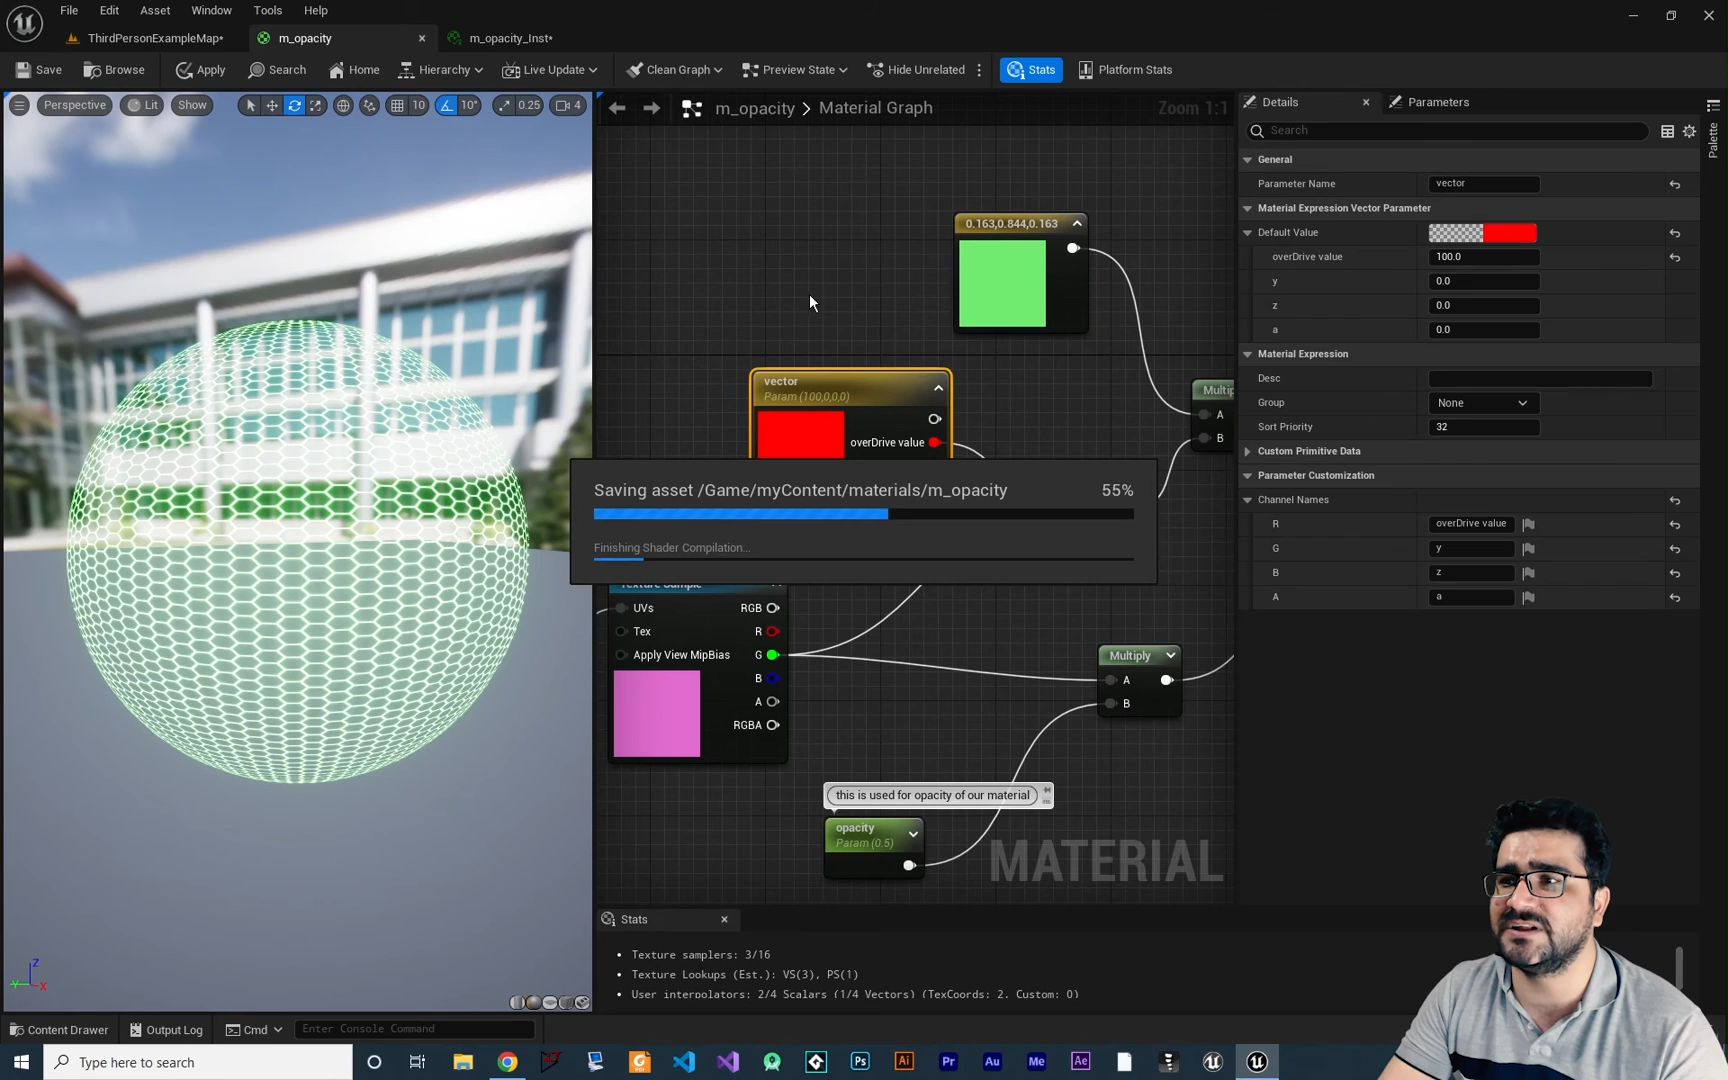 File Edit Asset Window Tools Help
ThirdPersonExampleMap*
m_opacity
m_opacity_Inst*
Save Browse Apply Search Home Hierarchy Live Update Clean Graph Preview State Hide Unrelated Stats Platform Stats
Perspective Lit Show 10 10° 0.25 4
m_opacity > Material Graph Zoom 1:1
0.163,0.844,0.163
vector
Param (100,0,0,0)
overDrive value
A
B
Saving asset /Game/myContent/materials/m_opacity 55%
Finishing Shader Compilation...
UVs RGB
Tex R
Apply View MipBias G
B
A
RGBA
Multiply
A
B
this is used for opacity of our material
opacity
Param (0.5)
MATERIAL
Stats
• Texture samplers: 3/16
• Texture Lookups (Est.): VS(3), PS(1)
• User interpolators: 2/4 Scalars (1/4 Vectors) (TexCoords: 2, Custom: 0)
Details Parameters
Palette
Search
General
Parameter Name vector
Material Expression Vector Parameter
Default Value
overDrive value 100.0
y 0.0
z 0.0
a 0.0
Material Expression
Desc
Group None
Sort Priority 32
Custom Primitive Data
Parameter Customization
Channel Names
R overDrive value
G y
B z
A a
Z
Y
X
Content Drawer Output Log Cmd Enter Console Command
Type here to search
Ps Ai Pr Au Me Ae